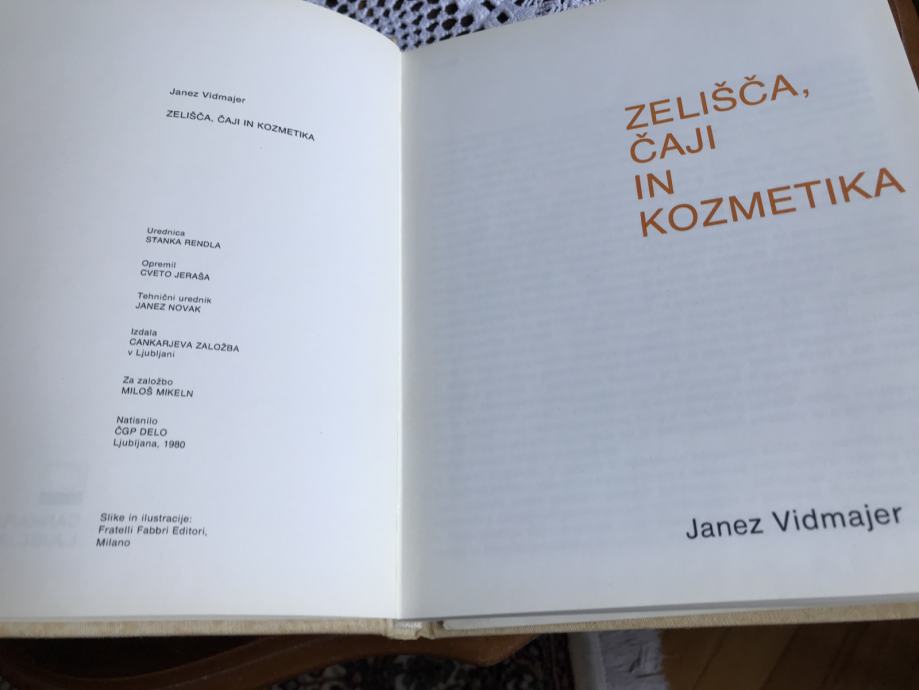 Janez Vidmajer
ZELIŠČA, ČAJI IN KOZMETIKA
Urednica
STANKA RENDLA
Opremil
CVETO JERAŠA
Tehnični urednik
JANEZ NOVAK
Izdala
CANKARJEVA ZALOŽBA
v Ljubljani
Za založbo
MILOŠ MIKELN
Natisnilo
ČGP DELO
Ljubljana, 1980
Slike in ilustracije:
Fratelli Fabbri Editori,
Milano
ZELIŠČA,
ČAJI
IN
KOZMETIKA
Janez Vidmajer